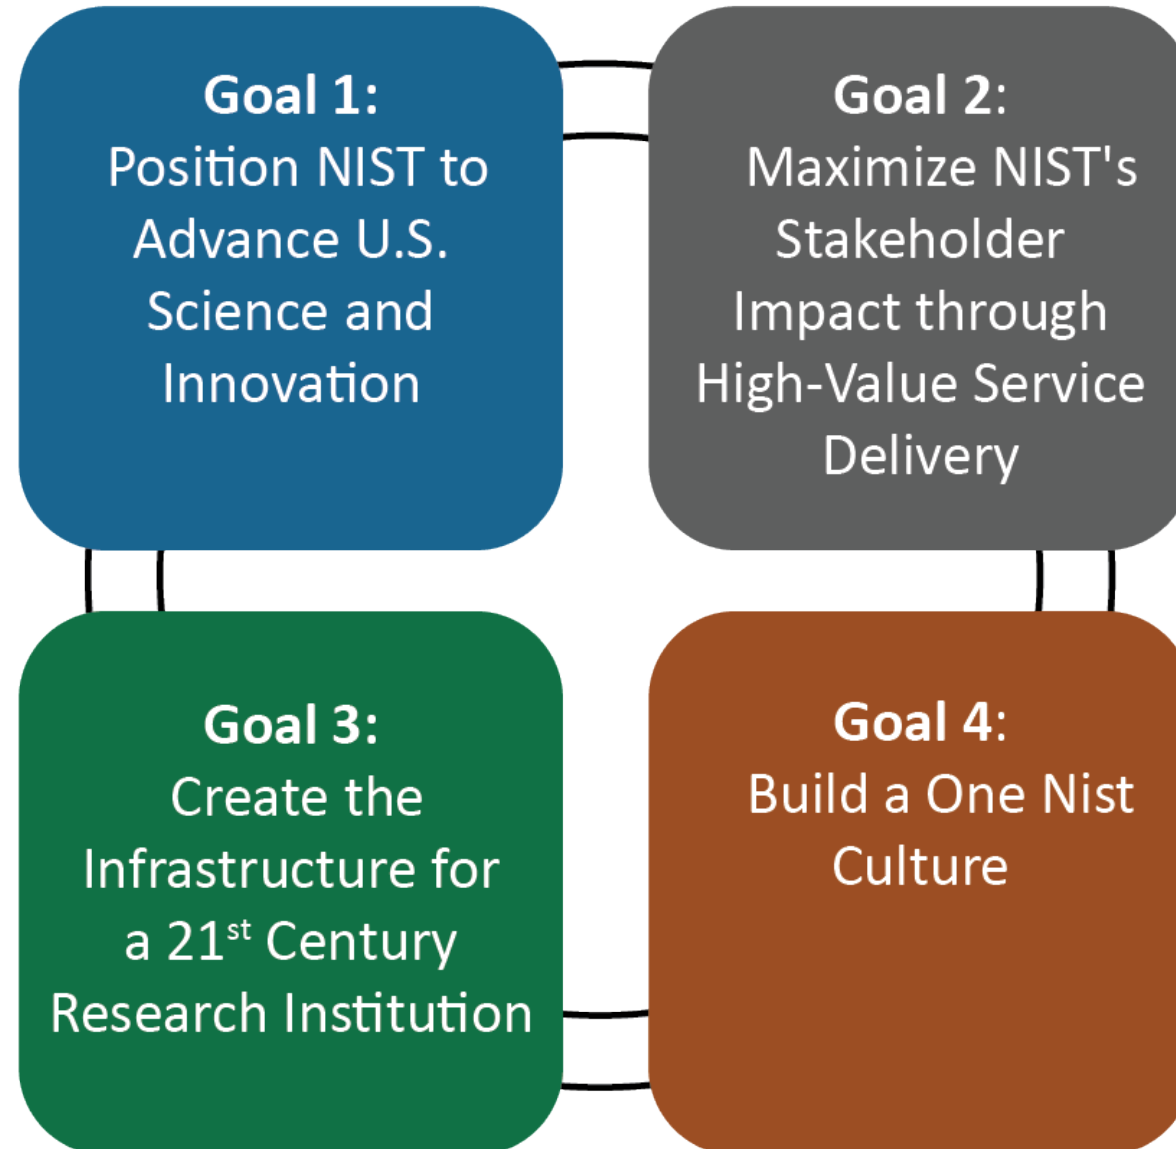 Goal 1:
Position NIST to
Advance U.S.
Science and
Innovation
Goal 2:
Maximize NIST's
Stakeholder
Impact through
High-Value Service
Delivery
Goal 3:
Create the
Infrastructure for
a 21st Century
Research Institution
Goal 4:
Build a One Nist
Culture